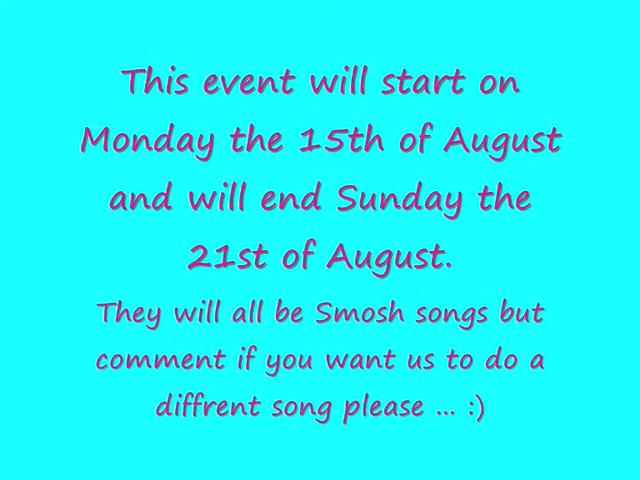 This event will start on
Monday the 15th of August
and will end Sunday the
21st of August.
They will all be Smosh songs but
comment if you want us to do a
diffrent song please ... :)